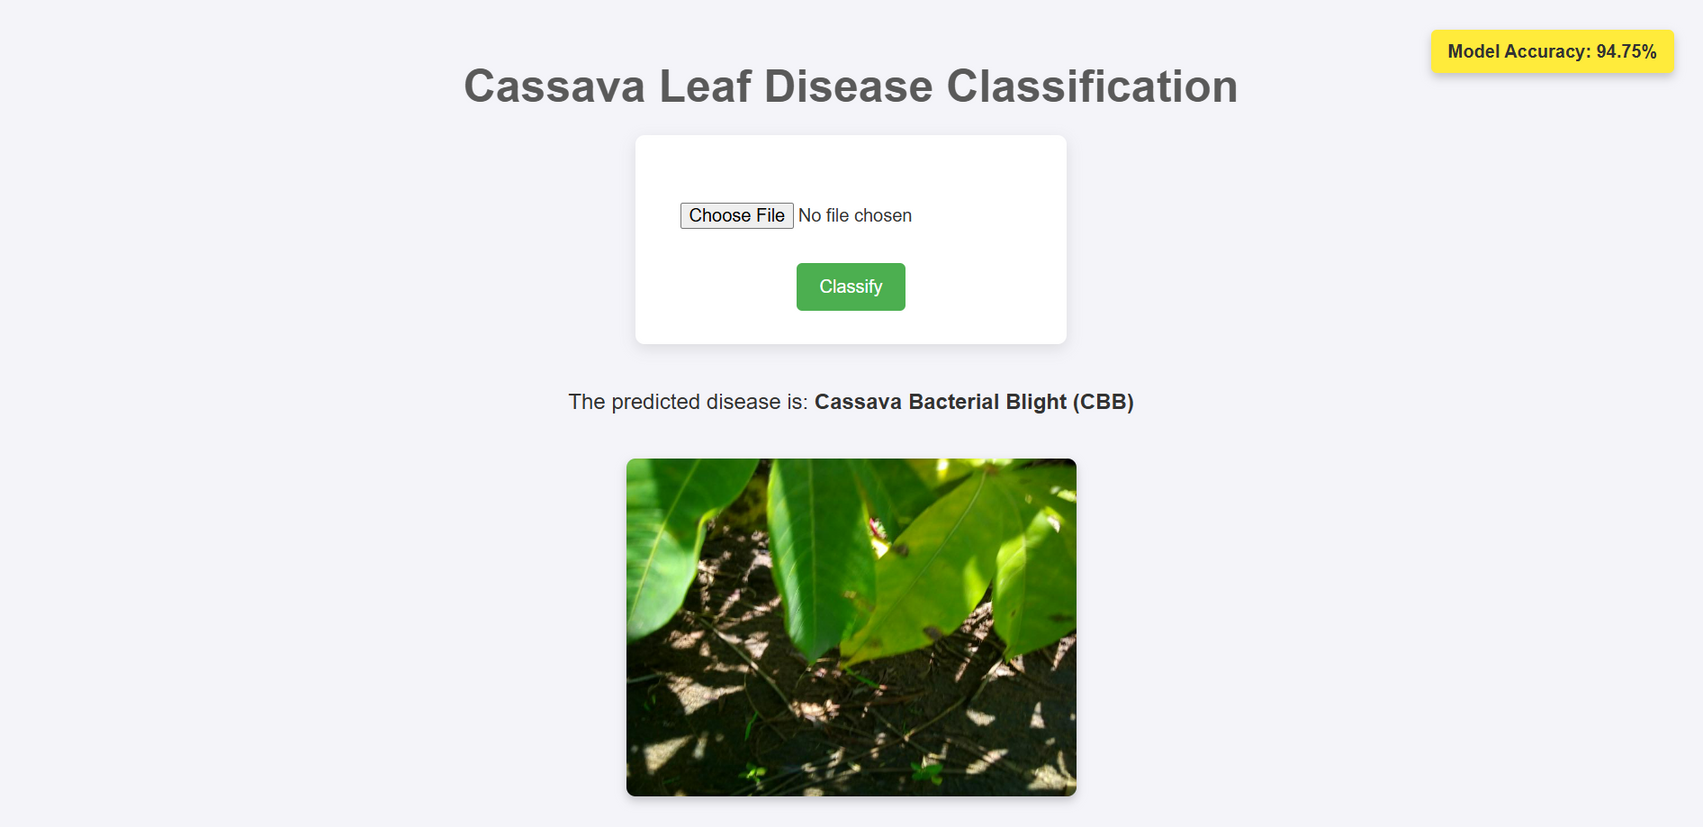 Model Accuracy: 94.75%
Cassava Leaf Disease Classification
Choose File No file chosen
Classify
The predicted disease is: Cassava Bacterial Blight (CBB)